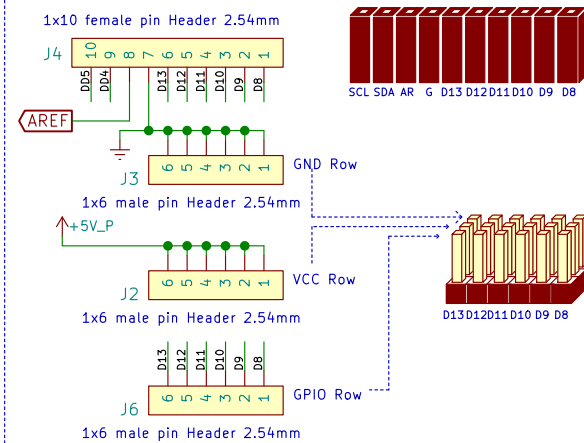 1x10 female pin Header 2.54mm
J4
10 9 8 7 6 5 4 3 2 1
DD5 DD4 D13 D12 D11 D10 D9 D8
SCL SDA AR G D13 D12 D11 D10 D9 D8
AREF
J3
6 5 4 3 2 1
GND Row
1x6 male pin Header 2.54mm
+5V_P
J2
6 5 4 3 2 1
VCC Row
1x6 male pin Header 2.54mm
D13 D12 D11 D10 D9 D8
D13 D12 D11 D10 D9 D8
J6
6 5 4 3 2 1
GPIO Row
1x6 male pin Header 2.54mm